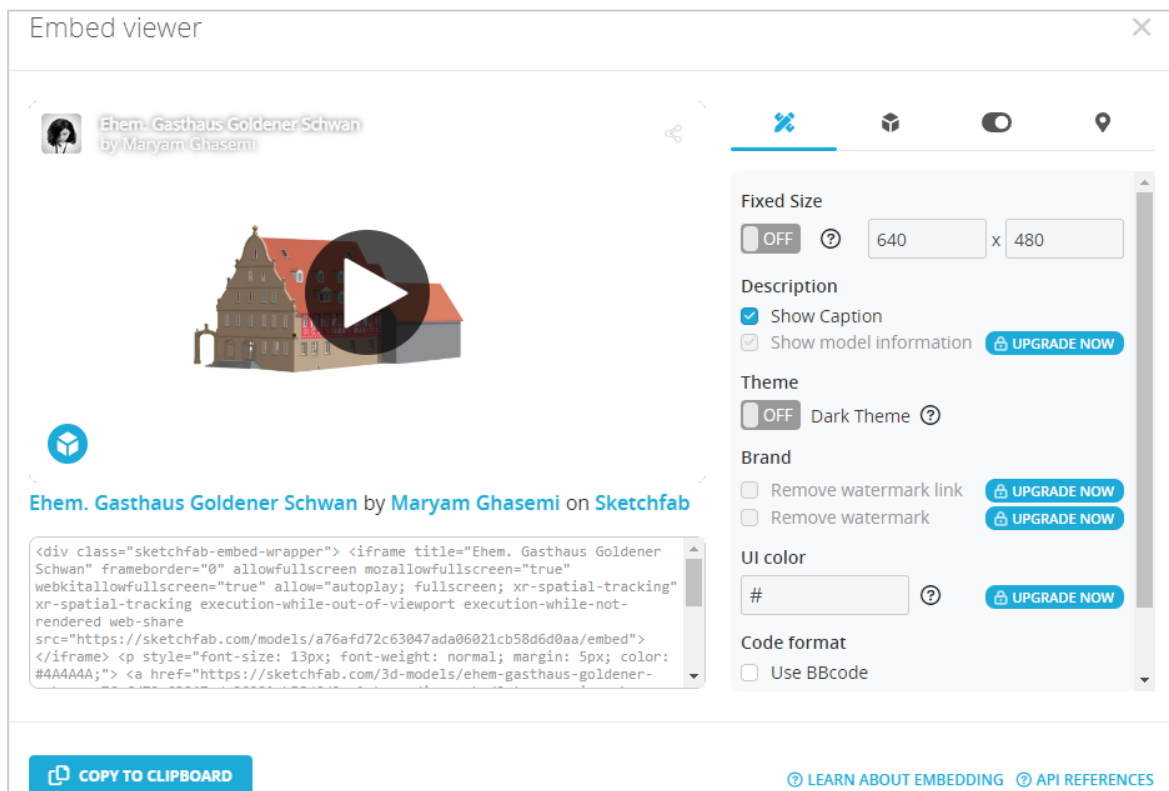 Embed viewer
Ehem. Gasthaus Goldener Schwan
by Maryam Ghasemi
Ehem. Gasthaus Goldener Schwan by Maryam Ghasemi on Sketchfab
<div class="sketchfab-embed-wrapper"> <iframe title="Ehem. Gasthaus Goldener
Schwan" frameborder="0" allowfullscreen mozallowfullscreen="true"
webkitallowfullscreen="true" allow="autoplay; fullscreen; xr-spatial-tracking"
xr-spatial-tracking execution-while-out-of-viewport execution-while-not-
rendered web-share
src="https://sketchfab.com/models/a76afd72c63047ada06021cb58d6d0aa/embed">
</iframe> <p style="font-size: 13px; font-weight: normal; margin: 5px; color:
#4A4A4A;"> <a href="https://sketchfab.com/3d-models/ehem-gasthaus-goldener-
Fixed Size
OFF ? 640 x 480
Description
Show Caption
Show model information UPGRADE NOW
Theme
OFF Dark Theme ?
Brand
Remove watermark link UPGRADE NOW
Remove watermark UPGRADE NOW
UI color
# ? UPGRADE NOW
Code format
Use BBcode
COPY TO CLIPBOARD
? LEARN ABOUT EMBEDDING ? API REFERENCES